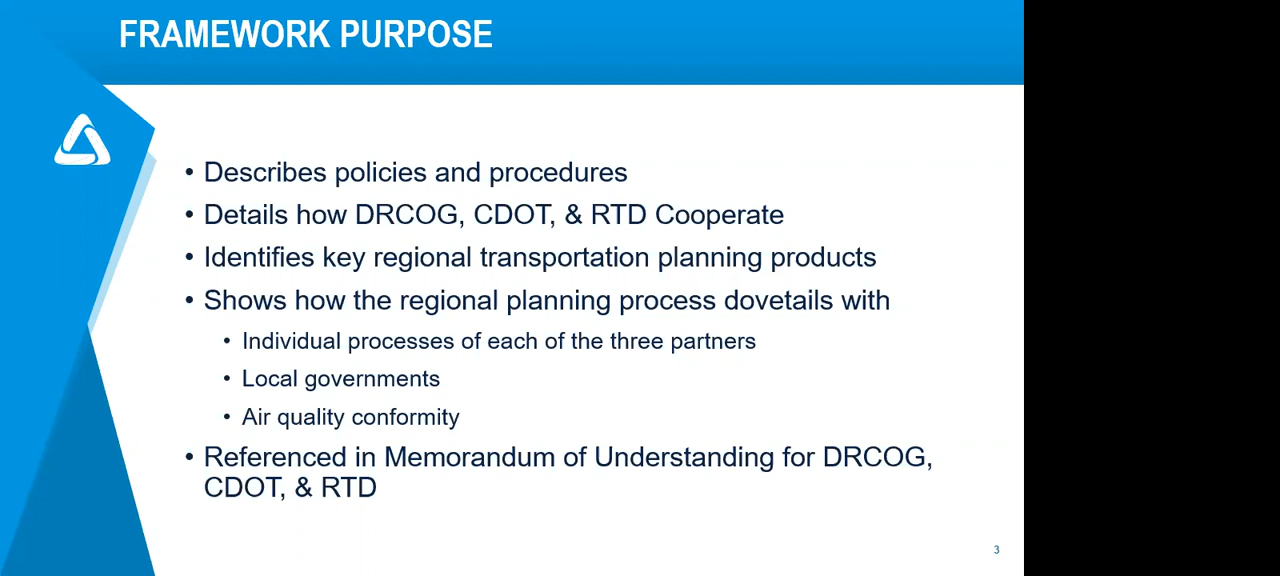 FRAMEWORK PURPOSE
• Describes policies and procedures
• Details how DRCOG, CDOT, & RTD Cooperate
• Identifies key regional transportation planning products
• Shows how the regional planning process dovetails with
• Individual processes of each of the three partners
• Local governments
• Air quality conformity
• Referenced in Memorandum of Understanding for DRCOG,
CDOT, & RTD
3